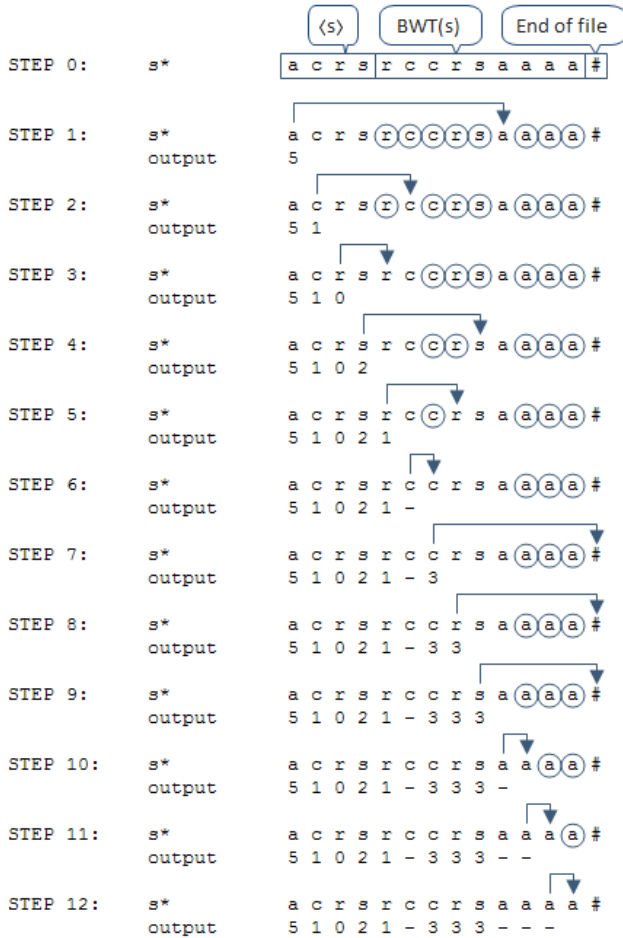 ⟨s⟩ BWT(s) End of file
STEP 0: s* a c r s r c c r s a a a a #
STEP 1: s* a c r s r c c r s a a a a #
output 5
STEP 2: s* a c r s r c c r s a a a a #
output 5 1
STEP 3: s* a c r s r c c r s a a a a #
output 5 1 0
STEP 4: s* a c r s r c c r s a a a a #
output 5 1 0 2
STEP 5: s* a c r s r c c r s a a a a #
output 5 1 0 2 1
STEP 6: s* a c r s r c c r s a a a a #
output 5 1 0 2 1 -
STEP 7: s* a c r s r c c r s a a a a #
output 5 1 0 2 1 - 3
STEP 8: s* a c r s r c c r s a a a a #
output 5 1 0 2 1 - 3 3
STEP 9: s* a c r s r c c r s a a a a #
output 5 1 0 2 1 - 3 3 3
STEP 10: s* a c r s r c c r s a a a a #
output 5 1 0 2 1 - 3 3 3 -
STEP 11: s* a c r s r c c r s a a a a #
output 5 1 0 2 1 - 3 3 3 - -
STEP 12: s* a c r s r c c r s a a a a #
output 5 1 0 2 1 - 3 3 3 - - -